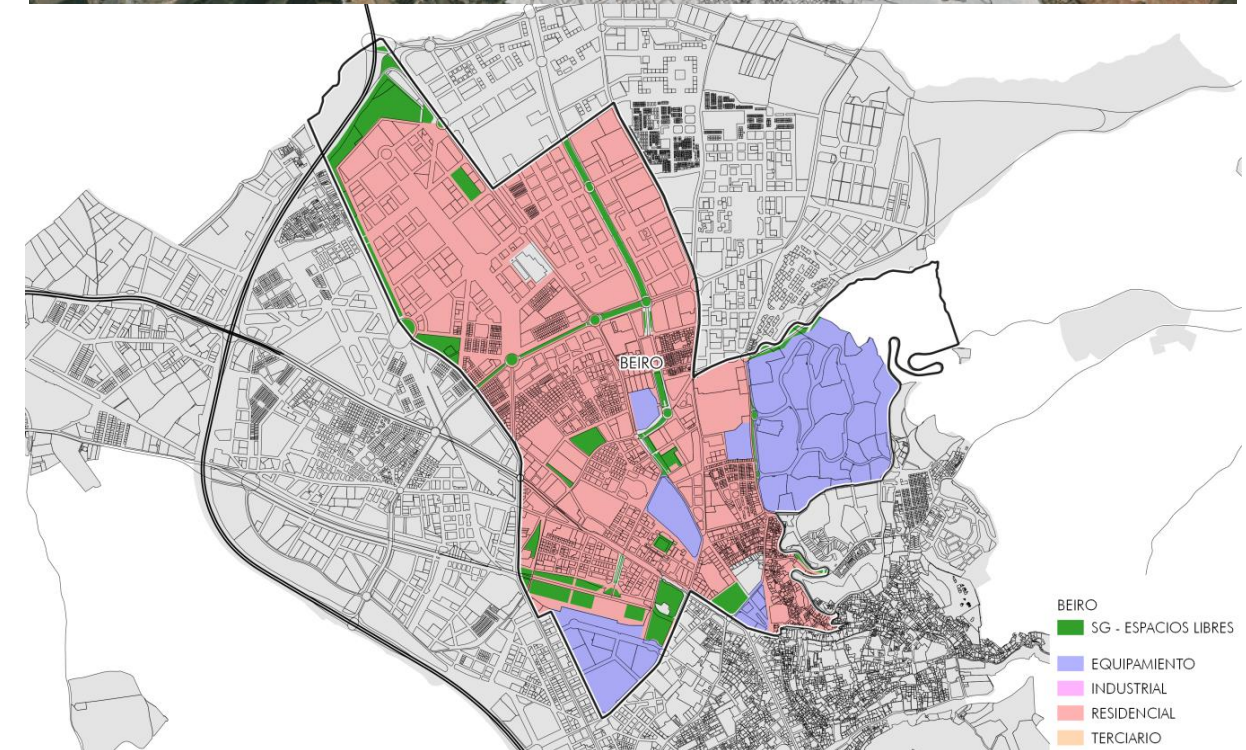 BEIRO
BEIRO
SG - ESPACIOS LIBRES
EQUIPAMIENTO
INDUSTRIAL
RESIDENCIAL
TERCIARIO